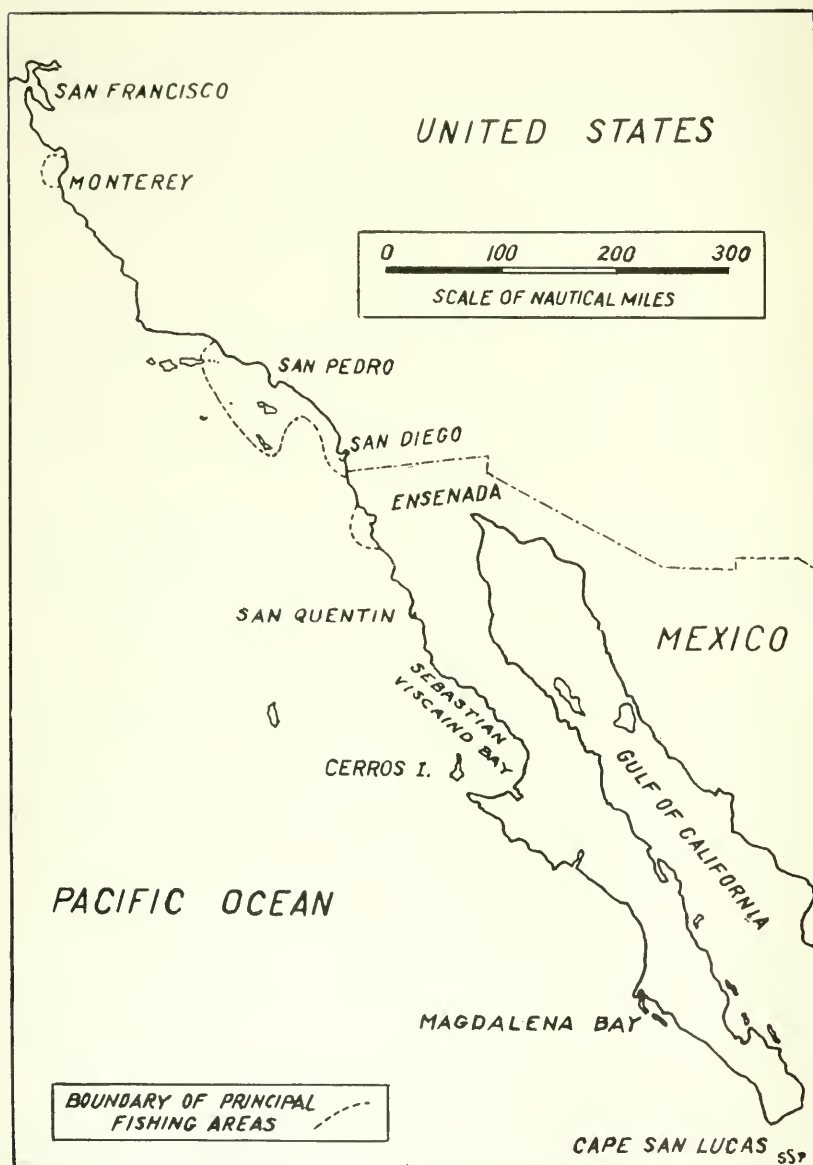 SAN FRANCISCO
UNITED STATES
MONTEREY
0 100 200 300
SCALE OF NAUTICAL MILES
SAN PEDRO
SAN DIEGO
ENSENADA
SAN QUENTIN
MEXICO
SEBASTIAN
VISCAIND BAY
CERROS I.
GULF OF CALIFORNIA
PACIFIC OCEAN
MAGDALENA BAY
BOUNDARY OF PRINCIPAL
FISHING AREAS
CAPE SAN LUCAS